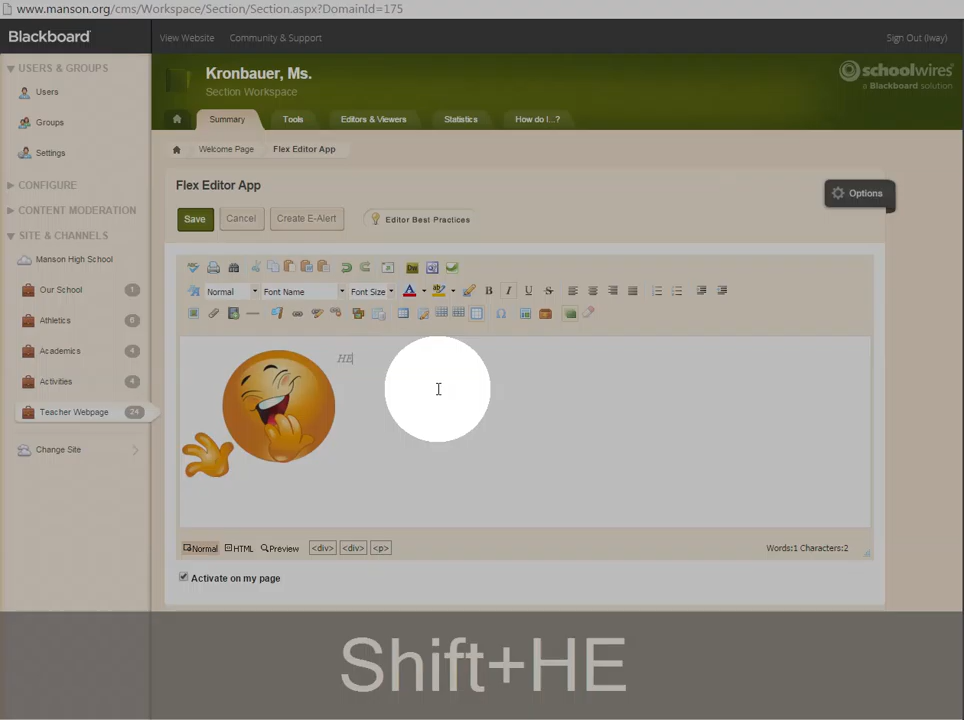 www.manson.org/cms/Workspace/Section/Section.aspx?DomainId=175
Blackboard
View Website Community & Support Sign Out (lway)
USERS & GROUPS
Users
Groups
Settings
CONFIGURE
CONTENT MODERATION
SITE & CHANNELS
Manson High School
Our School 1
Athletics 6
Academics 4
Activities 4
Teacher Webpage 24
Change Site
Kronbauer, Ms.
Section Workspace
schoolwires
a Blackboard solution
Summary Tools Editors & Viewers Statistics How do I...?
Welcome Page Flex Editor App
Flex Editor App
Options
Save Cancel Create E-Alert Editor Best Practices
Normal Font Name Font Size A ab B I U S
HE
Normal HTML Preview <div> <div> <p> Words:1 Characters:2
Activate on my page
Shift+HE